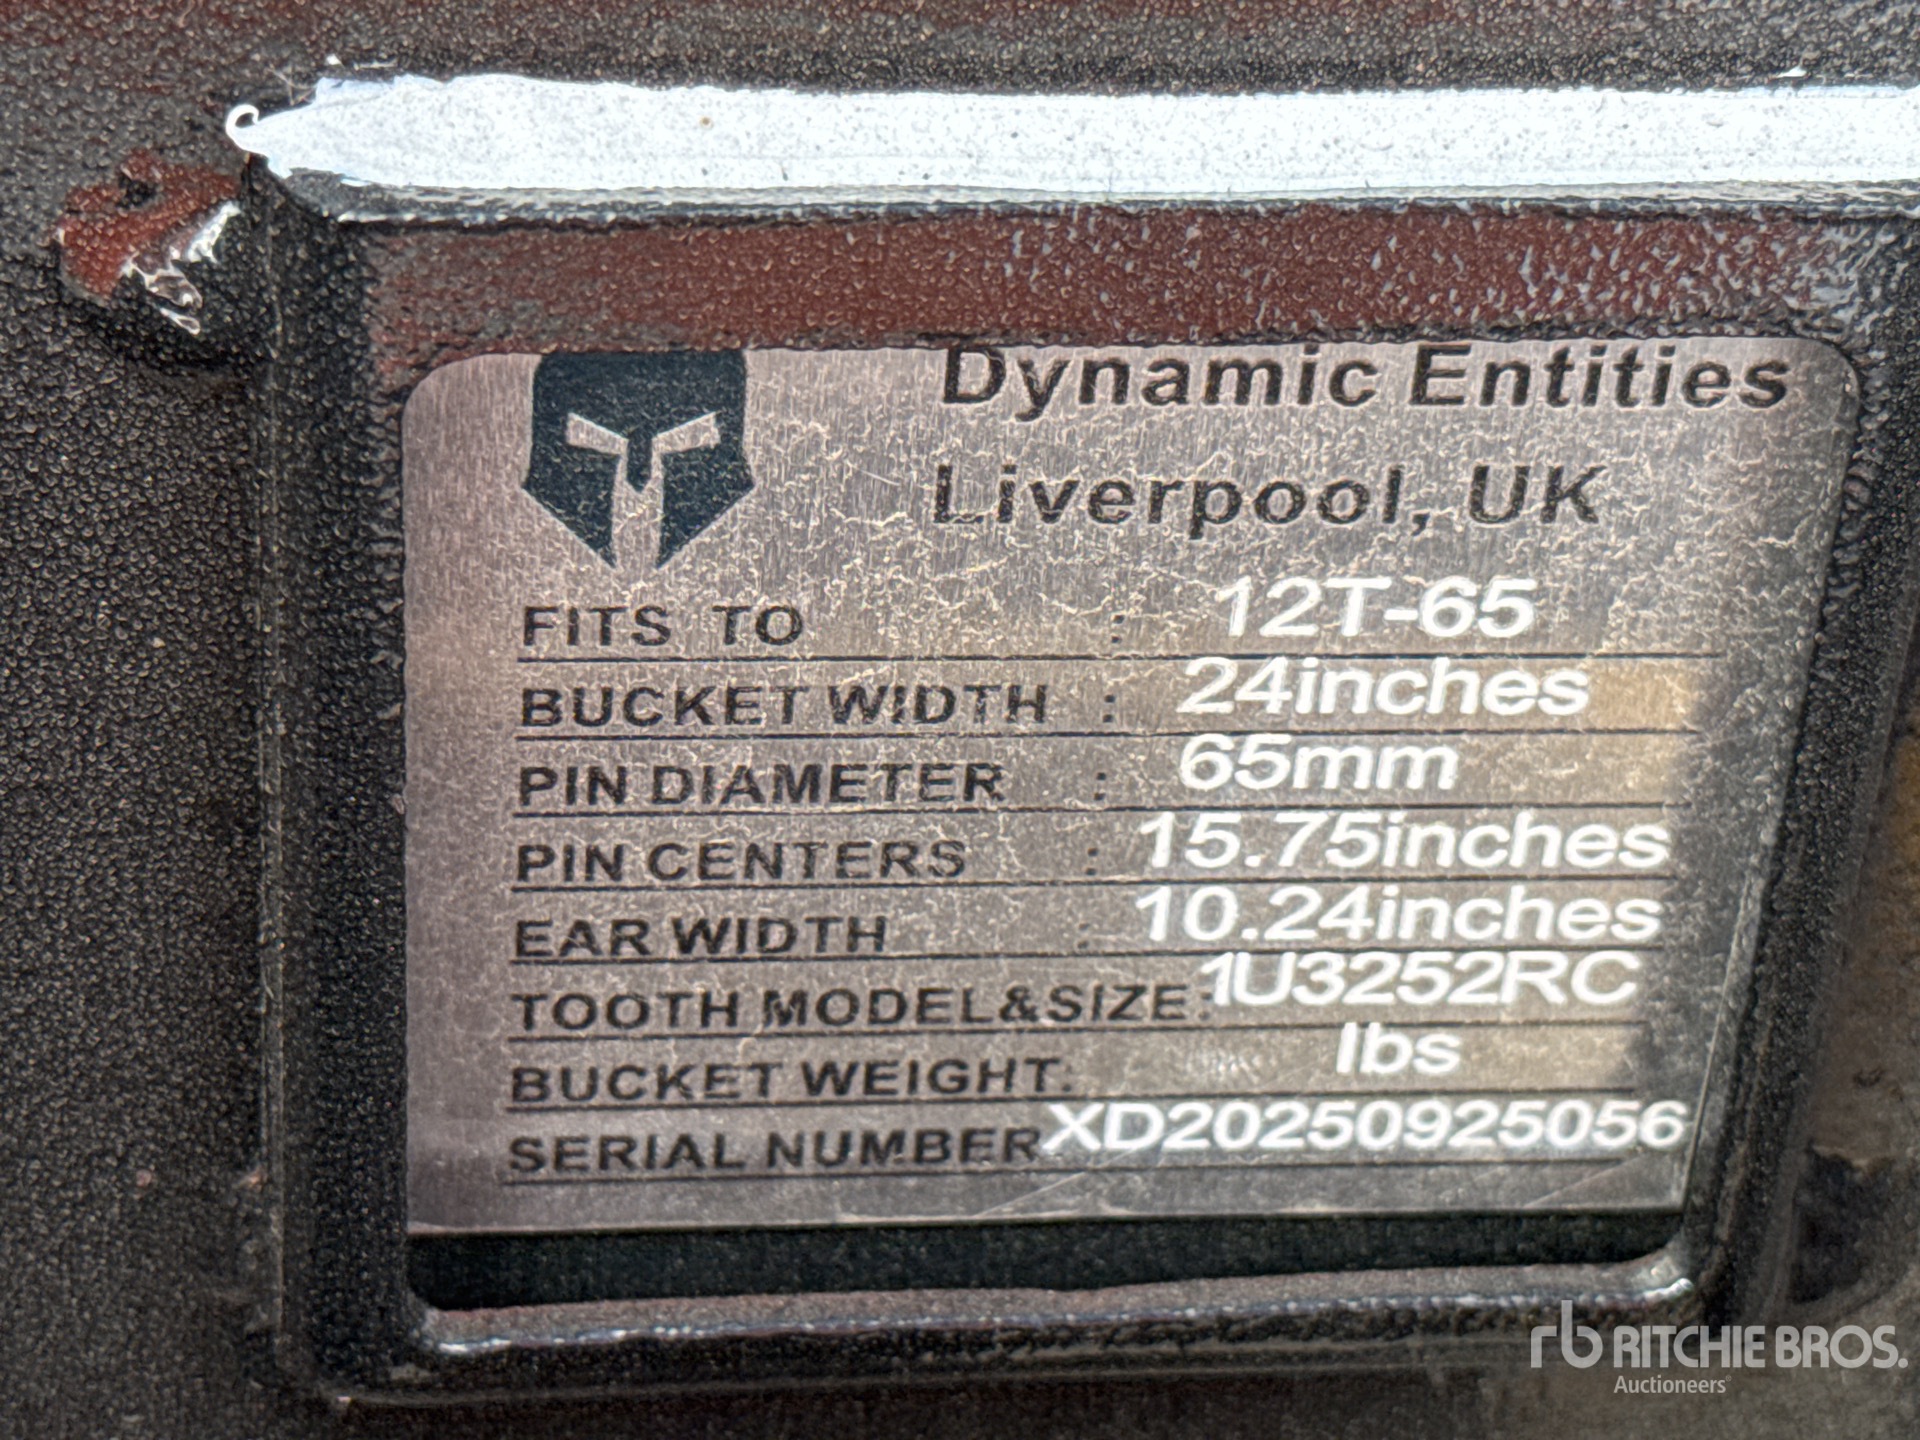 Dynamic Entities
Liverpool, UK
FITS TO : 12T-65
BUCKET WIDTH : 24inches
PIN DIAMETER : 65mm
PIN CENTERS : 15.75inches
EAR WIDTH : 10.24inches
TOOTH MODEL&SIZE: 1U3252RC
BUCKET WEIGHT: lbs
SERIAL NUMBER XD20250925056
rb RITCHIE BROS.
Auctioneers